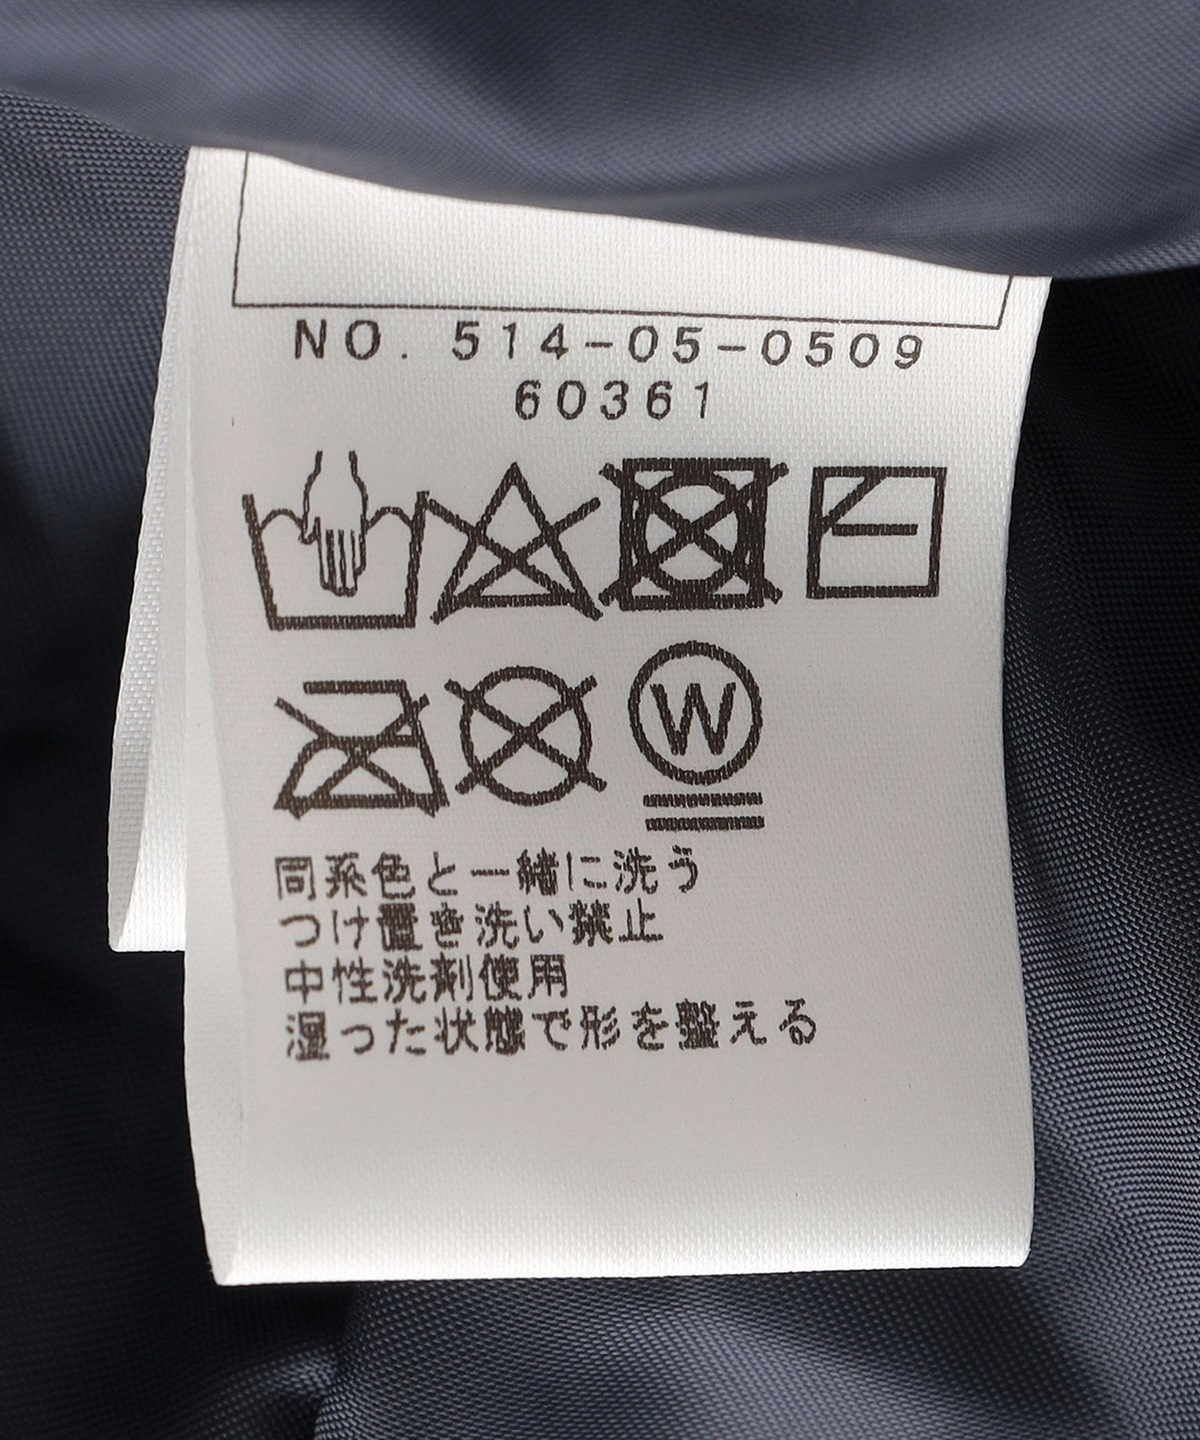 NO. 514-05-0509
60361
W
同系色と一緒に洗う
つけ置き洗い禁止
中性洗剤使用
湿った状態で形を整える